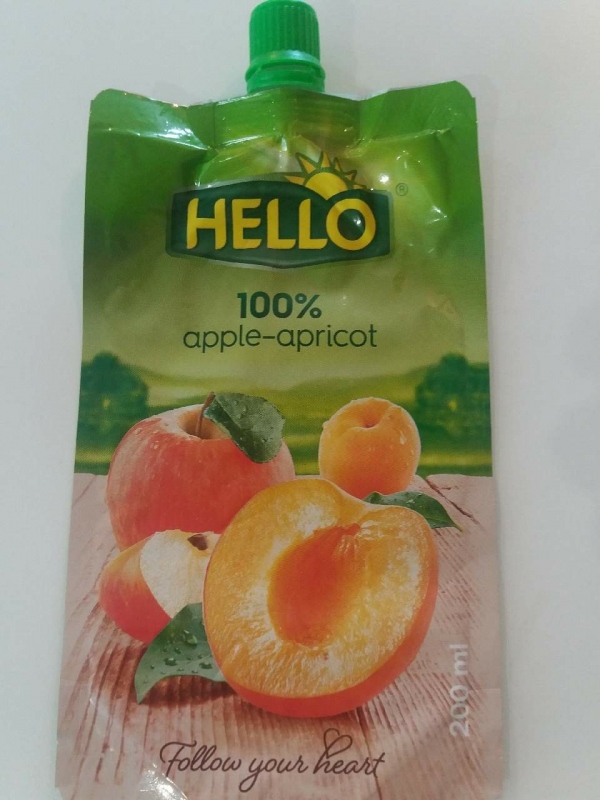 HELLO
®
100%
apple-apricot
200 ml
Follow your heart